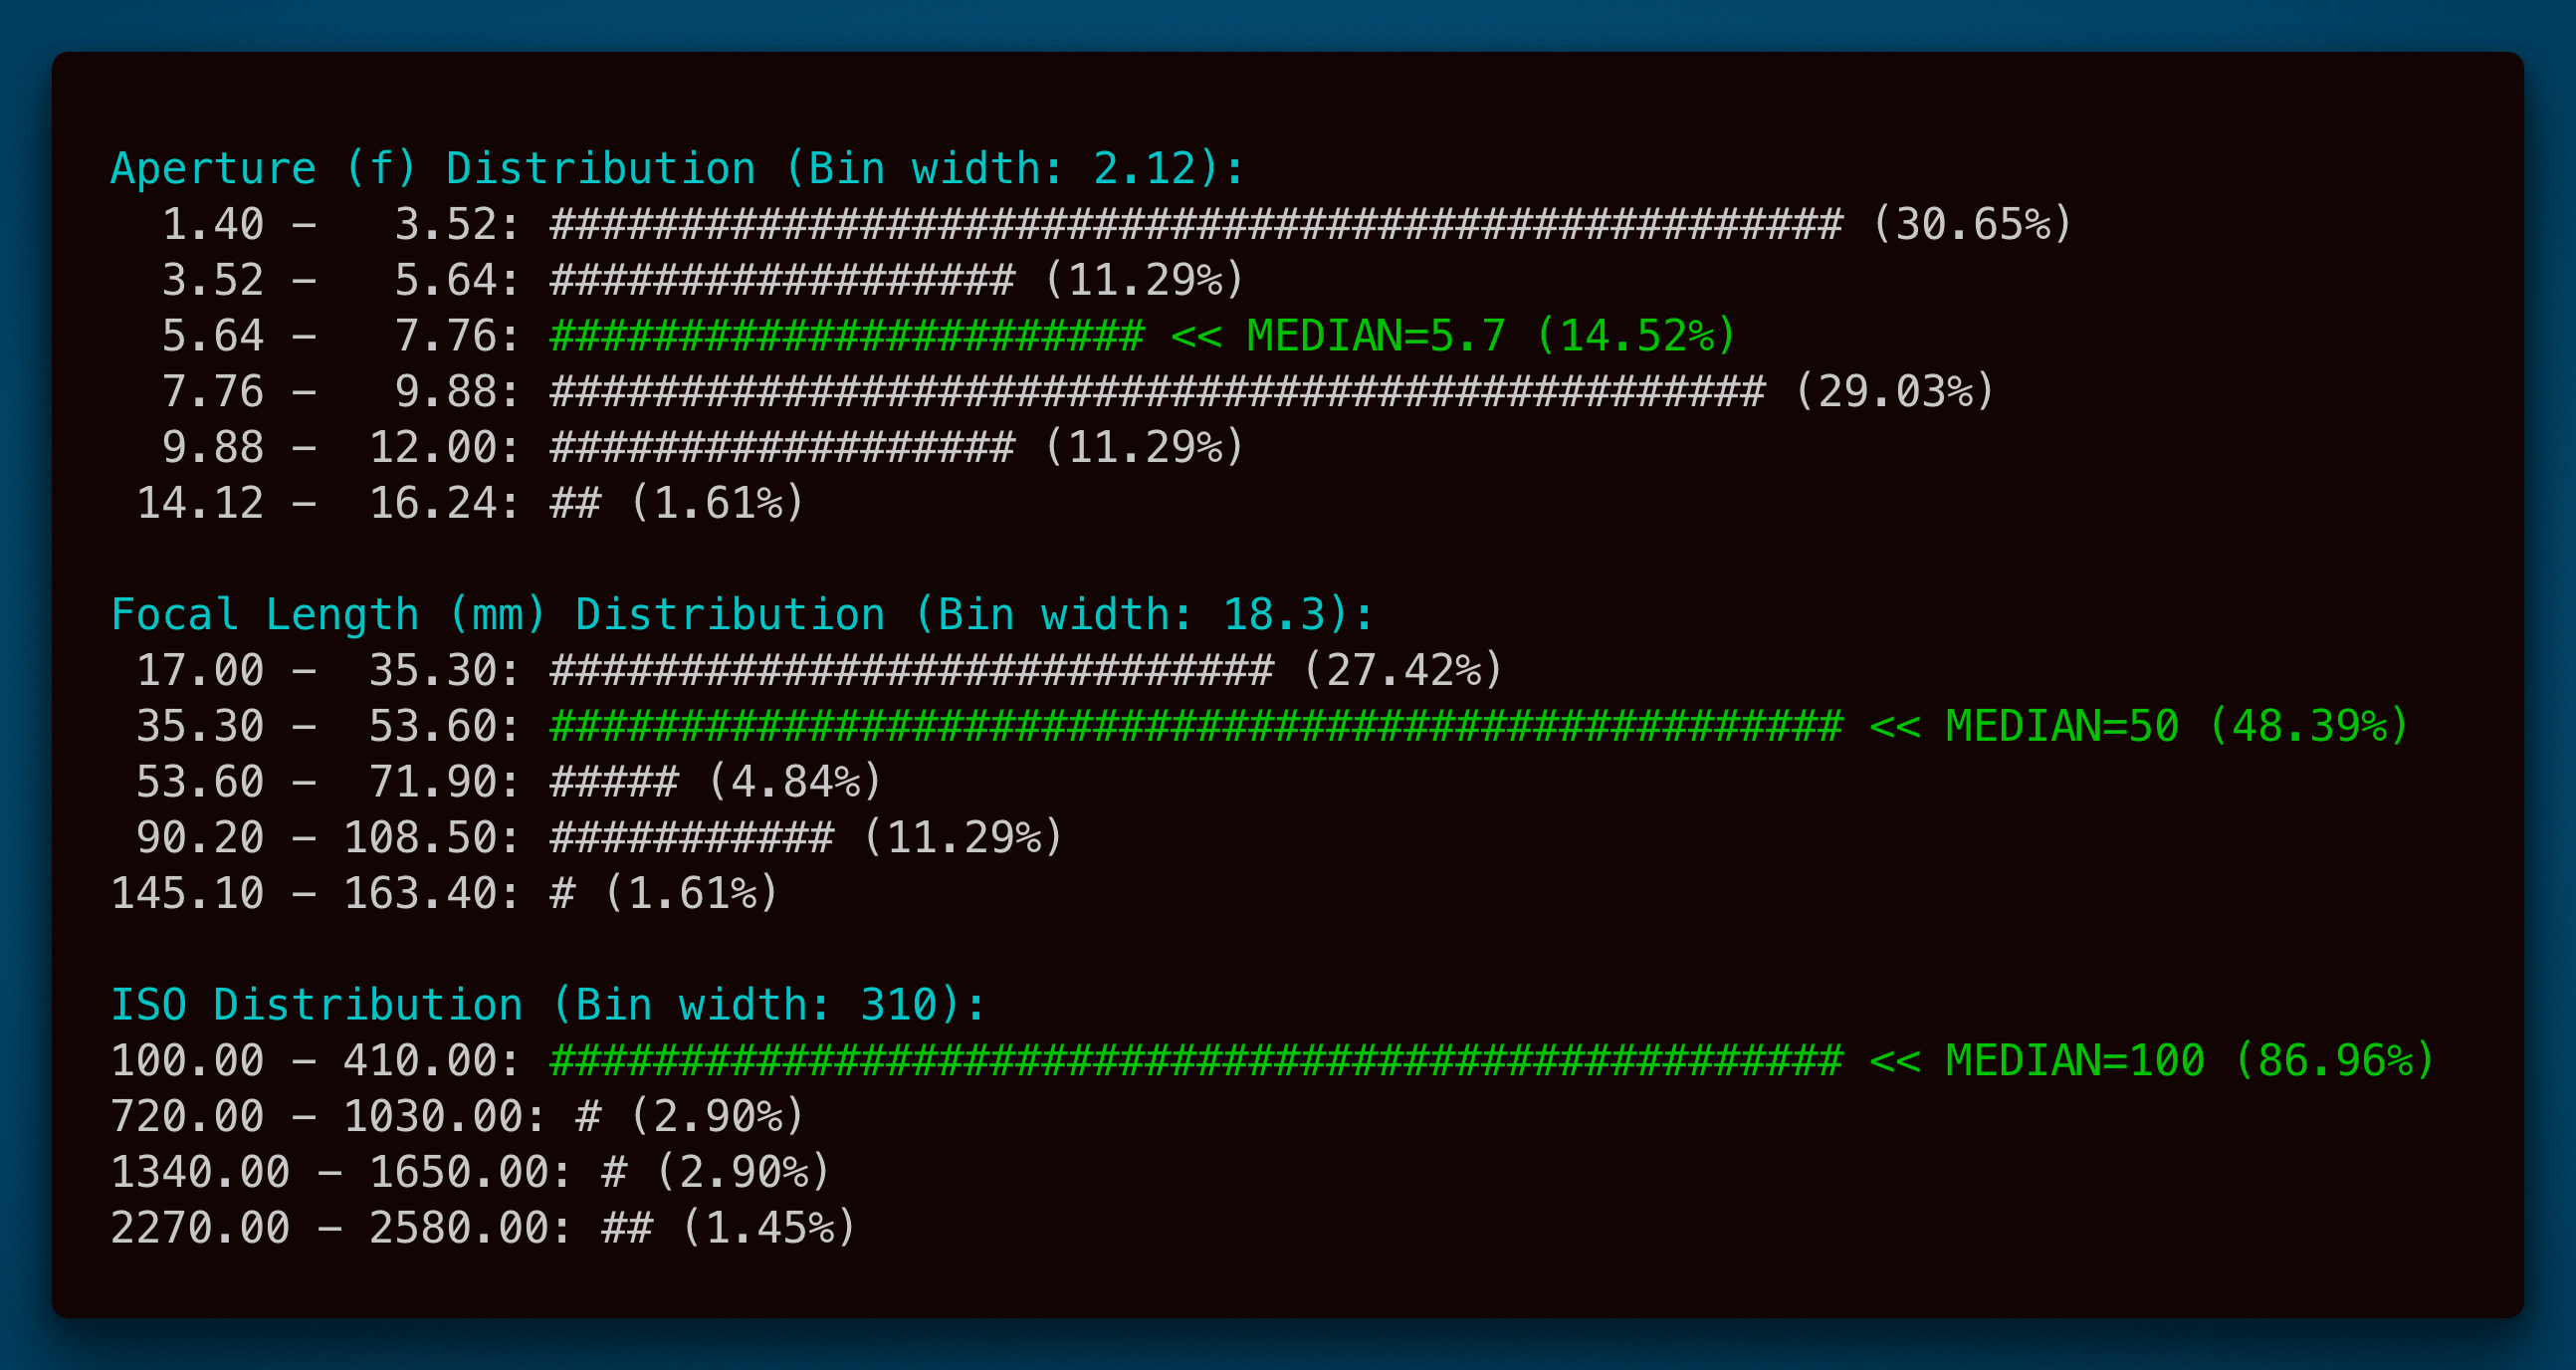 Aperture (f) Distribution (Bin width: 2.12):
  1.40 –   3.52: ################################################## (30.65%)
  3.52 –   5.64: ################## (11.29%)
  5.64 –   7.76: ####################### << MEDIAN=5.7 (14.52%)
  7.76 –   9.88: ############################################### (29.03%)
  9.88 –  12.00: ################## (11.29%)
 14.12 –  16.24: ## (1.61%)

Focal Length (mm) Distribution (Bin width: 18.3):
 17.00 –  35.30: ############################ (27.42%)
 35.30 –  53.60: ################################################## << MEDIAN=50 (48.39%)
 53.60 –  71.90: ##### (4.84%)
 90.20 – 108.50: ########### (11.29%)
145.10 – 163.40: # (1.61%)

ISO Distribution (Bin width: 310):
100.00 – 410.00: ################################################## << MEDIAN=100 (86.96%)
720.00 – 1030.00: # (2.90%)
1340.00 – 1650.00: # (2.90%)
2270.00 – 2580.00: ## (1.45%)